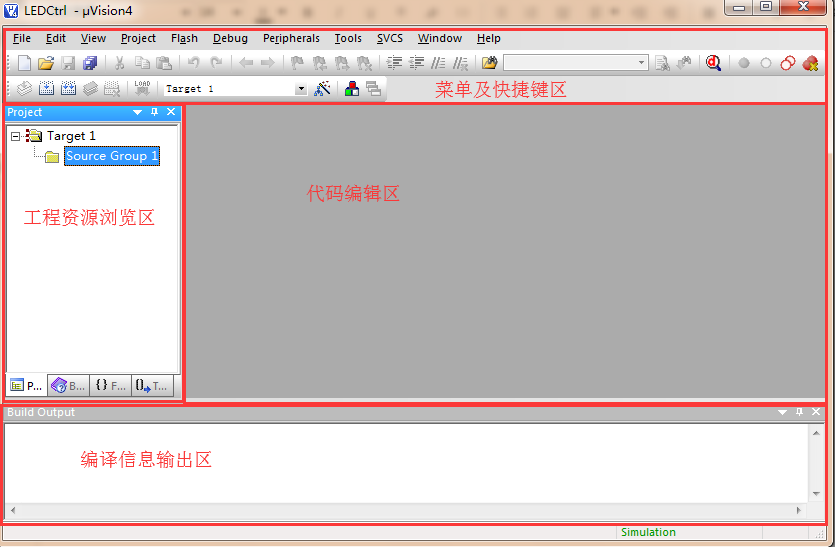 LEDCtrl - µVision4
File Edit View Project Flash Debug Peripherals Tools SVCS Window Help
LOAD Target 1
菜单及快捷键区
Project
Target 1
Source Group 1
代码编辑区
工程资源浏览区
P... B... {} F... {} T...
Build Output
编译信息输出区
Simulation